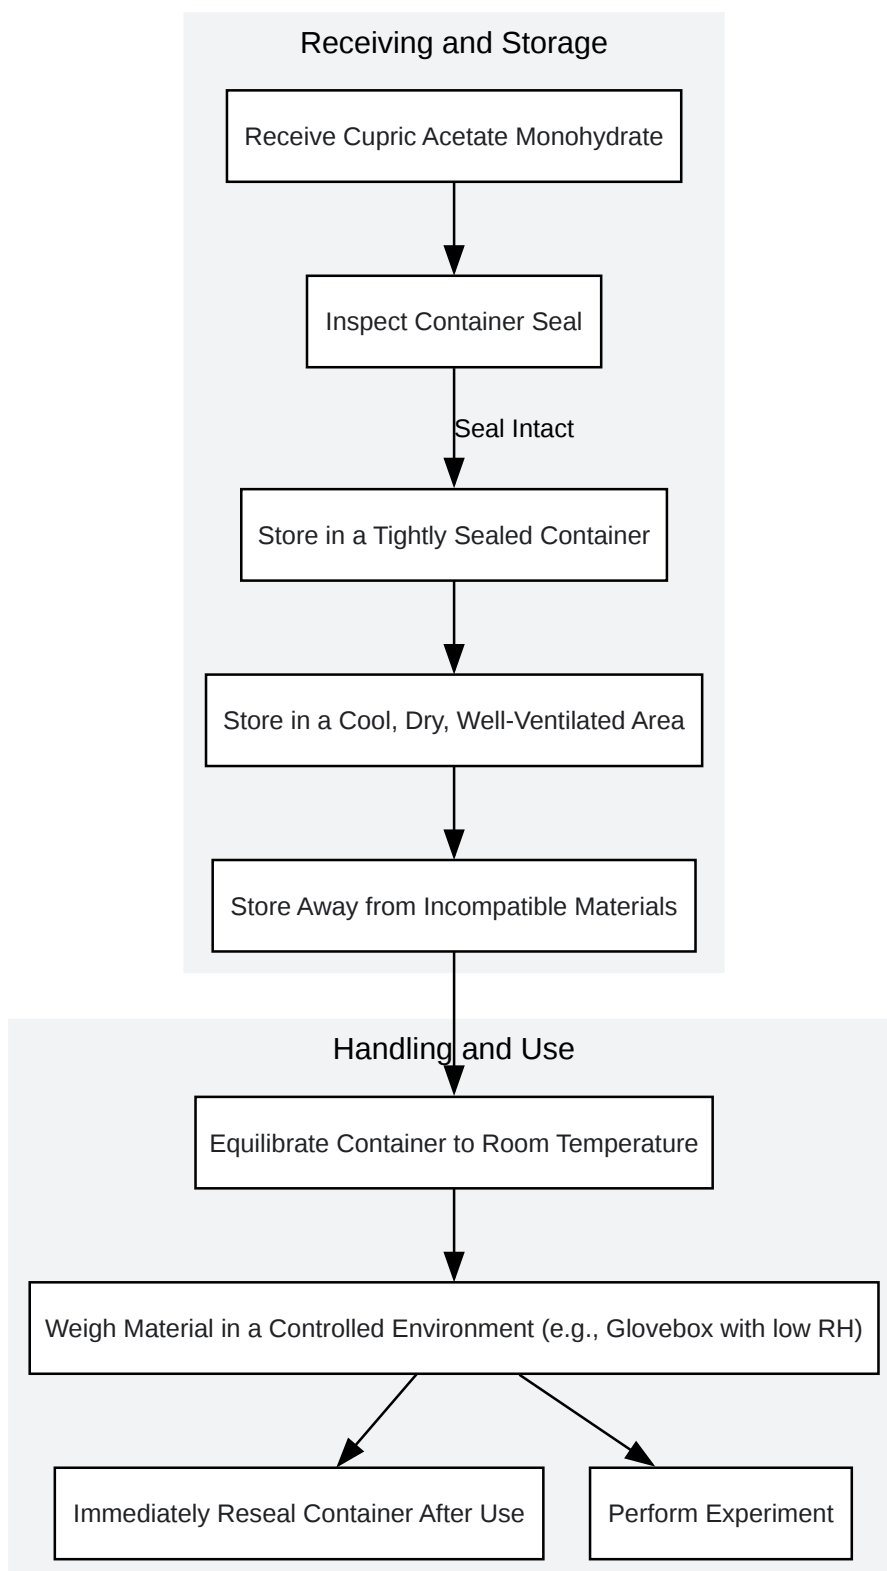 Receiving and Storage
Receive Cupric Acetate Monohydrate
Inspect Container Seal
Seal Intact
Store in a Tightly Sealed Container
Store in a Cool, Dry, Well-Ventilated Area
Store Away from Incompatible Materials
Handling and Use
Equilibrate Container to Room Temperature
Weigh Material in a Controlled Environment (e.g., Glovebox with low RH)
Immediately Reseal Container After Use
Perform Experiment